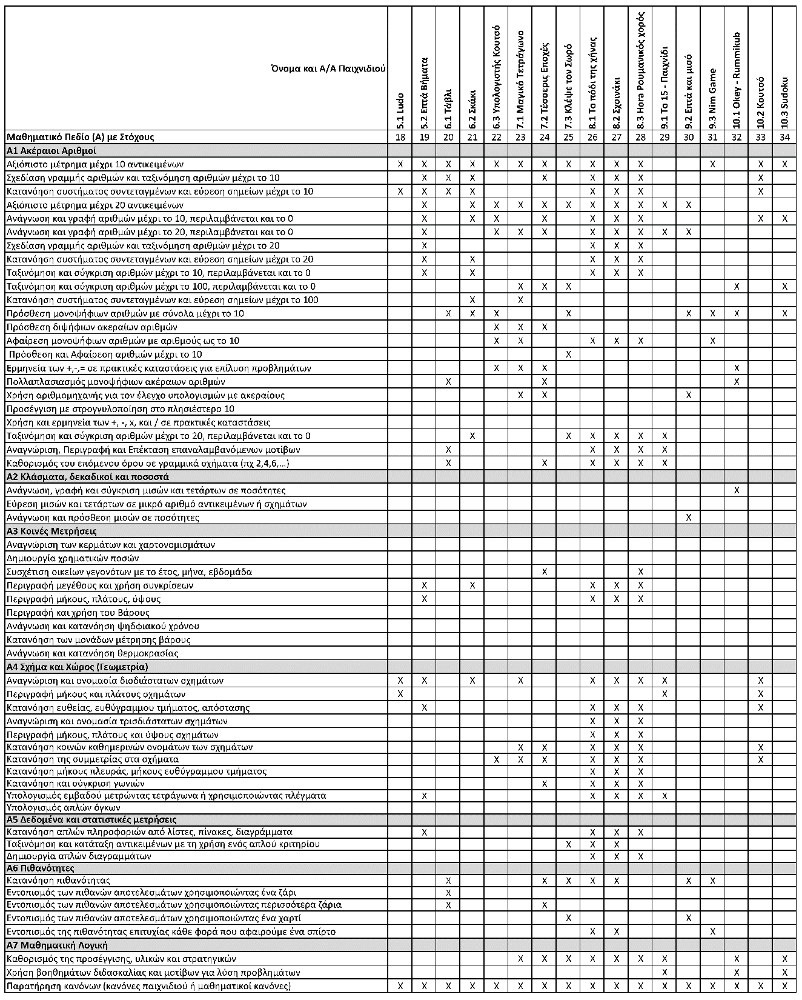 Όνομα και Α/Α Παιχνιδιού
5.1 Ludo
5.2 Επτά Βήματα
6.1 Τάβλι
6.2 Σκάκι
6.3 Υπολογιστής Κουτσό
7.1 Μαγικό Τετράγωνο
7.2 Τέσσερις Εποχές
7.3 Κλέψε τον Σωρό
8.1 Το πόδι της χήνας
8.2 Σχοινάκι
8.3 Hora Ρουμανικός χορός
9.1 Το 15 - Παιχνίδι
9.2 Επτά και μισό
9.3 Nim Game
10.1 Okey - Rummikub
10.2 Κουτσό
10.3 Sudoku
Μαθηματικό Πεδίο (Α) με Στόχους 18 19 20 21 22 23 24 25 26 27 28 29 30 31 32 33 34
Α1 Ακέραιοι Αριθμοί
Αξιόπιστο μέτρημα μέχρι 10 αντικειμένων X X X X X X X X X X X X X X
Σχεδίαση γραμμής αριθμών και ταξινόμηση αριθμών μέχρι το 10 X X X X X X X X
Κατανόηση συστήματος συντεταγμένων και εύρεση σημείων μέχρι το 10 X X X X X X X X
Αξιόπιστο μέτρημα μέχρι 20 αντικειμένων X X X X X X X X X X X
Ανάγνωση και γραφή αριθμών μέχρι το 10, περιλαμβάνεται και το 0 X X X X X X X X X
Ανάγνωση και γραφή αριθμών μέχρι το 20, περιλαμβάνεται και το 0 X X X X X X X X X
Σχεδίαση γραμμής αριθμών και ταξινόμηση αριθμών μέχρι το 20 X X X X
Κατανόηση συστήματος συντεταγμένων και εύρεση σημείων μέχρι το 20 X X X X X
Ταξινόμηση και σύγκριση αριθμών μέχρι το 10, περιλαμβάνεται και το 0 X X X X X
Ταξινόμηση και σύγκριση αριθμών μέχρι το 100, περιλαμβάνεται και το 0 X X X X X
Κατανόηση συστήματος συντεταγμένων και εύρεση σημείων μέχρι το 100 X X
Πρόσθεση μονοψήφιων αριθμών με σύνολα μέχρι το 10 X X X X X X X X
Πρόσθεση διψήφιων ακεραίων αριθμών X X X
Αφαίρεση μονοψήφιων αριθμών με αριθμούς ως το 10 X X X X X X
Πρόσθεση και Αφαίρεση αριθμών μέχρι το 10 X
Ερμηνεία των +,-,= σε πρακτικές καταστάσεις για επίλυση προβλημάτων X X X X
Πολλαπλασιασμός μονοψήφιων ακέραιων αριθμών X X X
Χρήση αριθμομηχανής για τον έλεγχο υπολογισμών με ακεραίους X X X
Προσέγγιση με στρογγυλοποίηση στο πλησιέστερο 10
Χρήση και ερμηνεία των +, -, x, και / σε πρακτικές καταστάσεις
Ταξινόμηση και σύγκριση αριθμών μέχρι το 20, περιλαμβάνεται και το 0 X X X X X X
Αναγνώριση, Περιγραφή και Επέκταση επαναλαμβανόμενων μοτίβων X X X X X
Καθορισμός του επόμενου όρου σε γραμμικά σχήματα (πχ 2,4,6,…) X X X X X X
Α2 Κλάσματα, δεκαδικοί και ποσοστά
Ανάγνωση, γραφή και σύγκριση μισών και τετάρτων σε ποσότητες X
Εύρεση μισών και τετάρτων σε μικρό αριθμό αντικειμένων ή σχημάτων
Ανάγνωση και πρόσθεση μισών σε ποσότητες X
Α3 Κοινές Μετρήσεις
Αναγνώριση των κερμάτων και χαρτονομισμάτων
Δημιουργία χρηματικών ποσών
Συσχέτιση οικείων γεγονότων με το έτος, μήνα, εβδομάδα X X
Περιγραφή μεγέθους και χρήση συγκρίσεων X X X X X
Περιγραφή μήκους, πλάτους, ύψους X X X X
Περιγραφή και χρήση του Βάρους
Ανάγνωση και κατανόηση ψηδφιακού χρόνου
Κατανόηση των μονάδων μέτρησης βάρους
Ανάγνωση και κατανόηση θερμοκρασίας
Α4 Σχήμα και Χώρος (Γεωμετρία)
Αναγνώριση και ονομασία δισδιάστατων σχημάτων X X X X X X X X X
Περιγραφή μήκους και πλάτους σχημάτων X X X
Κατανόηση ευθείας, ευθύγραμμου τμήματος, απόστασης X X X X X
Αναγνώριση και ονομασία τρισδιάστατων σχημάτων X X X
Περιγραφή μήκους, πλάτους και ύψους σχημάτων X X X
Κατανόηση κοινών καθημερινών ονομάτων των σχημάτων X X X X X X
Κατανόηση της συμμετρίας στα σχήματα X X X X X X X
Κατανόηση μήκους πλευράς, μήκους ευθύγραμμου τμήματος X X X
Κατανόηση και σύγκριση γωνιών X X X X
Υπολογισμός εμβαδού μετρώντας τετράγωνα ή χρησιμοποιώντας πλέγματα X X X X X
Υπολογισμός απλών όγκων
Α5 Δεδομένα και στατιστικές μετρήσεις
Κατανόηση απλών πληροφοριών από λίστες, πίνακες, διαγράμματα X X X X
Ταξινόμηση και κατάταξη αντικειμένων με τη χρήση ενός απλού κριτηρίου X X X
Δημιουργία απλών διαγραμμάτων X X X
Α6 Πιθανότητες
Κατανόηση πιθανότητας X X X X X X X
Εντοπισμός των πιθανών αποτελεσμάτων χρησιμοποιώντας ένα ζάρι X
Εντοπισμός των πιθανών αποτελεσμάτων χρησιμοποιώντας περισσότερα ζάρια X X
Εντοπισμός των πιθανών αποτελεσμάτων χρησιμοποιώντας ένα χαρτί X X
Εντοπισμός της πιθανότητας επιτυχίας κάθε φορά που αφαιρούμε ένα σπίρτο X X X
Α7 Μαθηματική Λογική
Καθορισμός της προσέγγισης, υλικών και στρατηγικών X X X X X X X X X
Χρήση βοηθημάτων διδασκαλίας και μοτίβων για λύση προβλημάτων X X X
Παρατήρηση κανόνων (κανόνες παιχνιδιού ή μαθηματικοί κανόνες) X X X X X X X X X X X X X X X X X